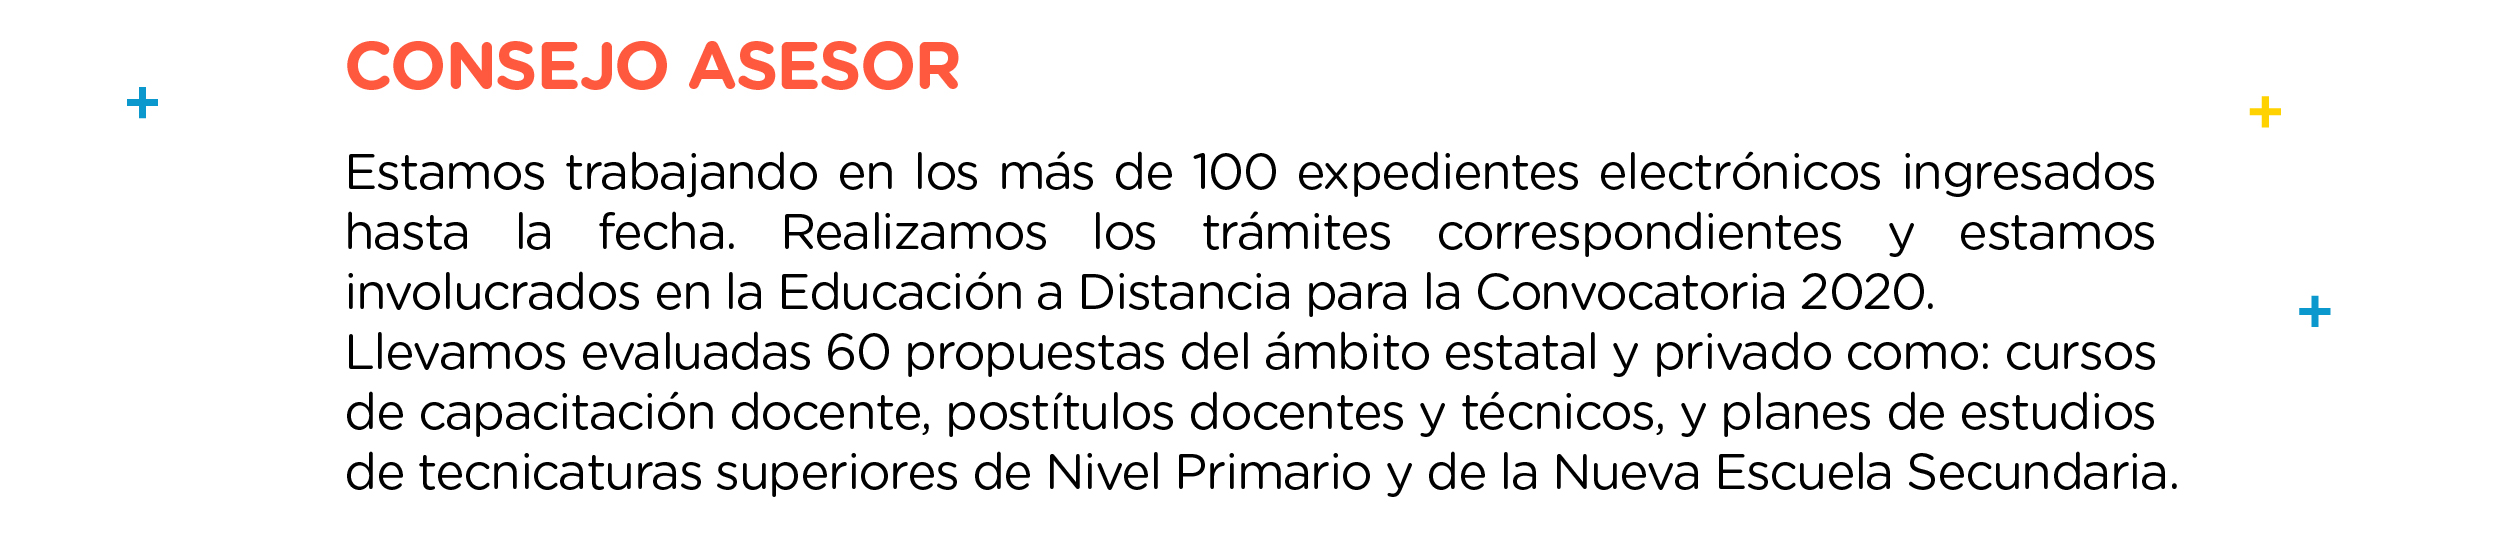 CONSEJO ASESOR
Estamos trabajando en los más de 100 expedientes electrónicos ingresados
hasta la fecha. Realizamos los trámites correspondientes y estamos
involucrados en la Educación a Distancia para la Convocatoria 2020.
Llevamos evaluadas 60 propuestas del ámbito estatal y privado como: cursos
de capacitación docente, postítulos docentes y técnicos, y planes de estudios
de tecnicaturas superiores de Nivel Primario y de la Nueva Escuela Secundaria.